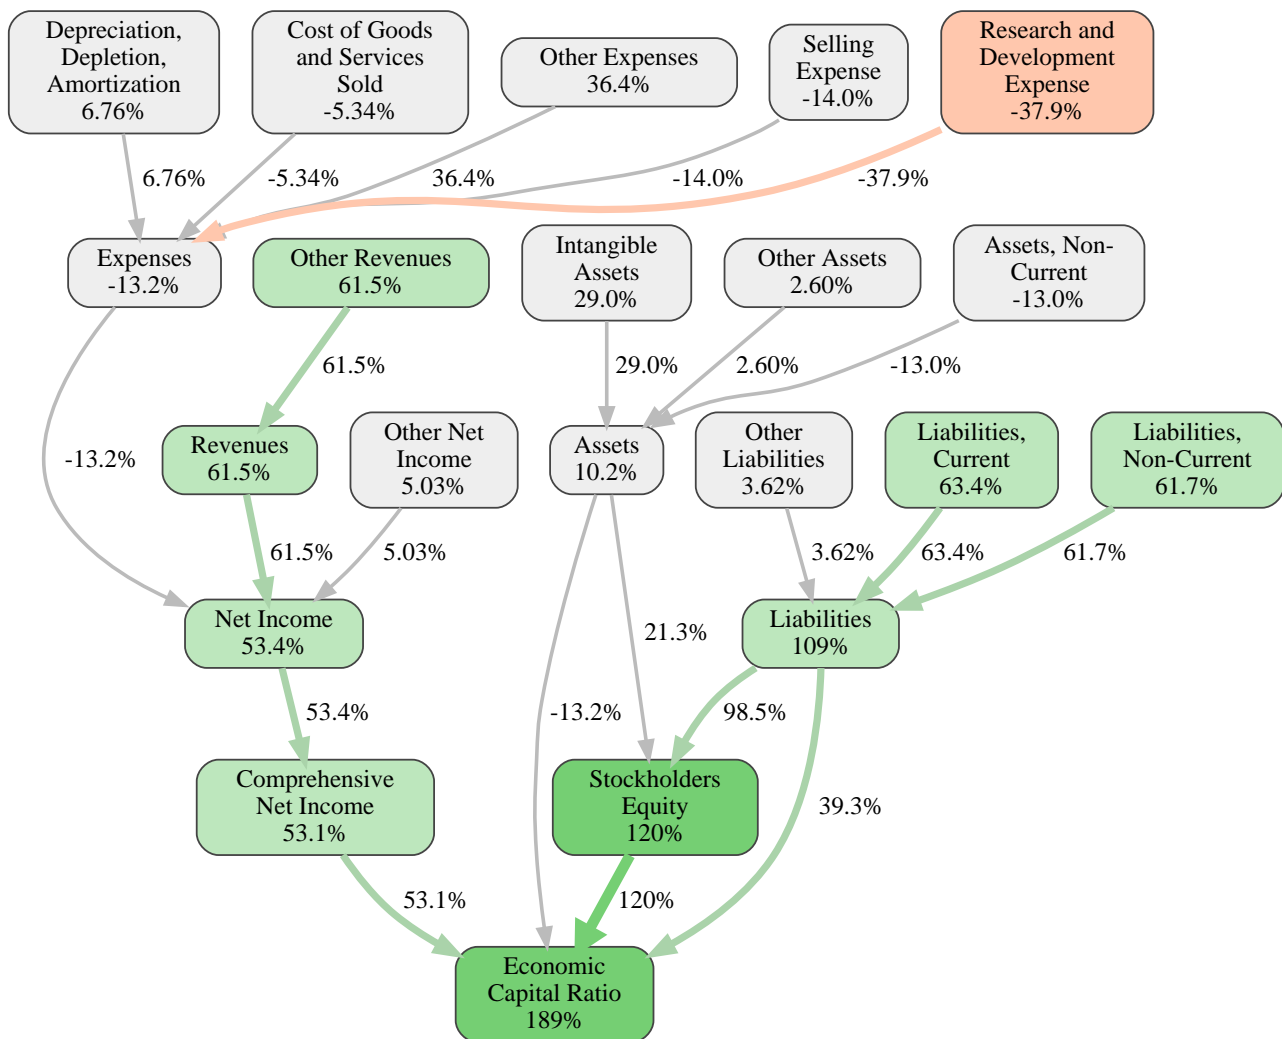 Depreciation,
Depletion,
Amortization
6.76%
Cost of Goods
and Services
Sold
-5.34%
Other Expenses
36.4%
Selling
Expense
-14.0%
Research and
Development
Expense
-37.9%
6.76%
-5.34%
36.4%
-14.0%
-37.9%
Expenses
-13.2%
Other Revenues
61.5%
Intangible
Assets
29.0%
Other Assets
2.60%
Assets, Non-
Current
-13.0%
61.5%
29.0%
2.60%
-13.0%
-13.2%
Revenues
61.5%
Other Net
Income
5.03%
Assets
10.2%
Other
Liabilities
3.62%
Liabilities,
Current
63.4%
Liabilities,
Non-Current
61.7%
61.5%
5.03%
3.62%
63.4%
61.7%
Net Income
53.4%
21.3%
Liabilities
109%
53.4%
-13.2%
98.5%
Comprehensive
Net Income
53.1%
Stockholders
Equity
120%
39.3%
53.1%
120%
Economic
Capital Ratio
189%